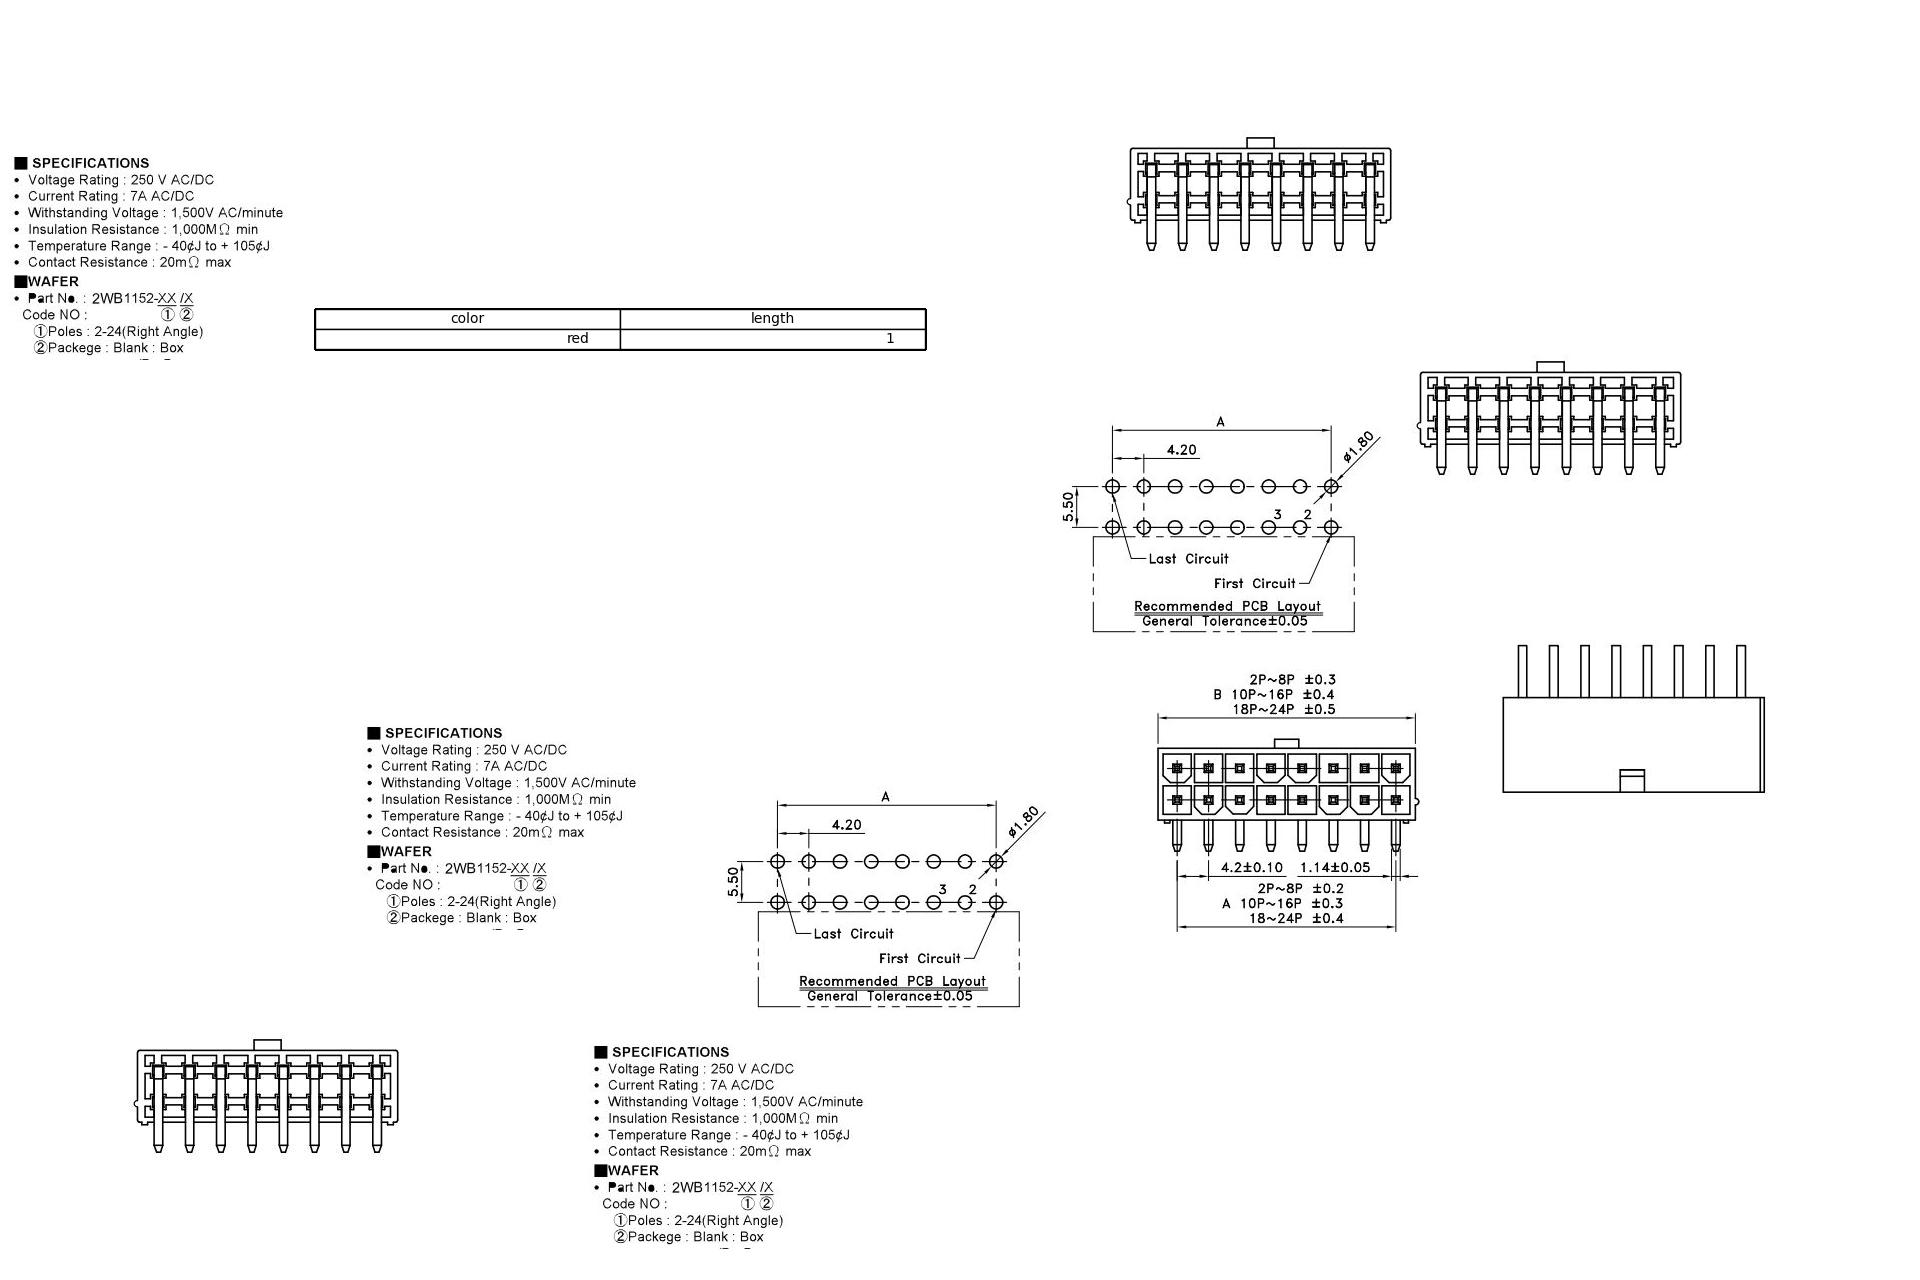 ■ SPECIFICATIONS
• Voltage Rating : 250 V AC/DC
• Current Rating : 7A AC/DC
• Withstanding Voltage : 1,500V AC/minute
• Insulation Resistance : 1,000MΩ min
• Temperature Range : - 40¢J to + 105¢J
• Contact Resistance : 20mΩ max
■WAFER
• Part No. : 2WB1152-XX /X
Code NO : ① ②
①Poles : 2-24(Right Angle)
②Packege : Blank : Box
color length
red 1
A
4.20
ø1.80
5.50
3 2
Last Circuit
First Circuit
Recommended PCB Layout
General Tolerance±0.05
2P~8P ±0.3
B 10P~16P ±0.4
18P~24P ±0.5
4.2±0.10 1.14±0.05
2P~8P ±0.2
A 10P~16P ±0.3
18~24P ±0.4
■ SPECIFICATIONS
• Voltage Rating : 250 V AC/DC
• Current Rating : 7A AC/DC
• Withstanding Voltage : 1,500V AC/minute
• Insulation Resistance : 1,000MΩ min
• Temperature Range : - 40¢J to + 105¢J
• Contact Resistance : 20mΩ max
■WAFER
• Part No. : 2WB1152-XX /X
Code NO : ① ②
①Poles : 2-24(Right Angle)
②Packege : Blank : Box
A
4.20
ø1.80
5.50
3 2
Last Circuit
First Circuit
Recommended PCB Layout
General Tolerance±0.05
■ SPECIFICATIONS
• Voltage Rating : 250 V AC/DC
• Current Rating : 7A AC/DC
• Withstanding Voltage : 1,500V AC/minute
• Insulation Resistance : 1,000MΩ min
• Temperature Range : - 40¢J to + 105¢J
• Contact Resistance : 20mΩ max
■WAFER
• Part No. : 2WB1152-XX /X
Code NO : ① ②
①Poles : 2-24(Right Angle)
②Packege : Blank : Box